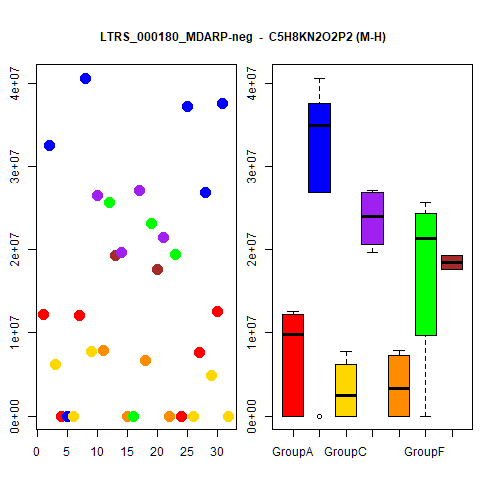 LTRS_000180_MDARP-neg - C5H8KN2O2P2 (M-H)
0e+00 1e+07 2e+07 3e+07 4e+07
0 5 10 15 20 25 30
0e+00 1e+07 2e+07 3e+07 4e+07
GroupA GroupC GroupF